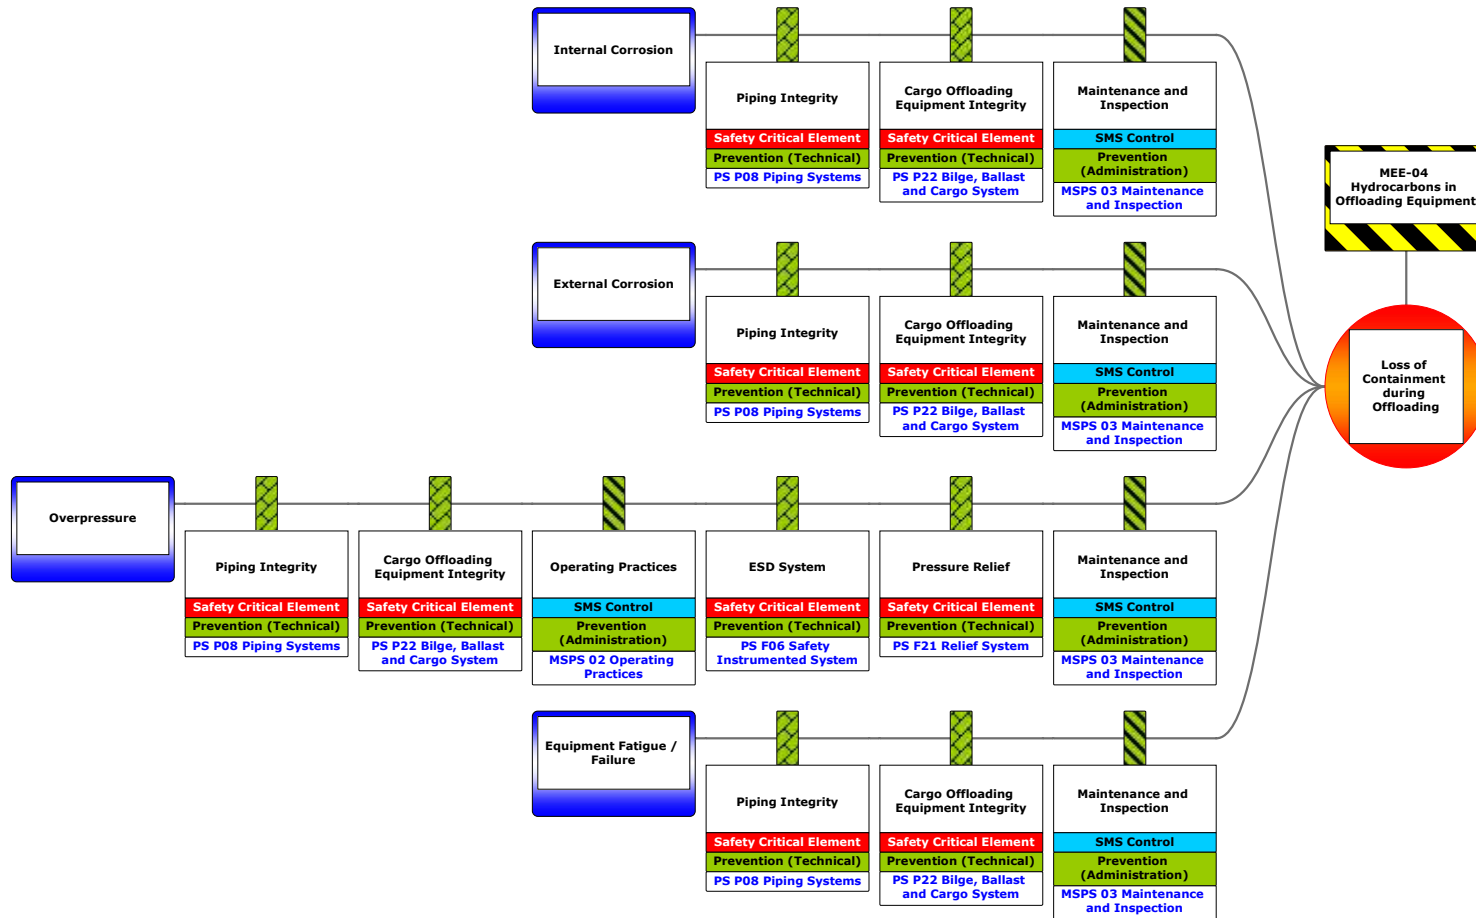 Internal Corrosion
Piping Integrity
Safety Critical Element
Prevention (Technical)
PS P08 Piping Systems
Cargo Offloading
Equipment Integrity
Safety Critical Element
Prevention (Technical)
PS P22 Bilge, Ballast
and Cargo System
Maintenance and
Inspection
SMS Control
Prevention
(Administration)
MSPS 03 Maintenance
and Inspection
MEE-04
Hydrocarbons in
Offloading Equipment
External Corrosion
Piping Integrity
Safety Critical Element
Prevention (Technical)
PS P08 Piping Systems
Cargo Offloading
Equipment Integrity
Safety Critical Element
Prevention (Technical)
PS P22 Bilge, Ballast
and Cargo System
Maintenance and
Inspection
SMS Control
Prevention
(Administration)
MSPS 03 Maintenance
and Inspection
Loss of
Containment
during
Offloading
Overpressure
Piping Integrity
Safety Critical Element
Prevention (Technical)
PS P08 Piping Systems
Cargo Offloading
Equipment Integrity
Safety Critical Element
Prevention (Technical)
PS P22 Bilge, Ballast
and Cargo System
Operating Practices
SMS Control
Prevention
(Administration)
MSPS 02 Operating
Practices
ESD System
Safety Critical Element
Prevention (Technical)
PS F06 Safety
Instrumented System
Pressure Relief
Safety Critical Element
Prevention (Technical)
PS F21 Relief System
Maintenance and
Inspection
SMS Control
Prevention
(Administration)
MSPS 03 Maintenance
and Inspection
Equipment Fatigue /
Failure
Piping Integrity
Safety Critical Element
Prevention (Technical)
PS P08 Piping Systems
Cargo Offloading
Equipment Integrity
Safety Critical Element
Prevention (Technical)
PS P22 Bilge, Ballast
and Cargo System
Maintenance and
Inspection
SMS Control
Prevention
(Administration)
MSPS 03 Maintenance
and Inspection